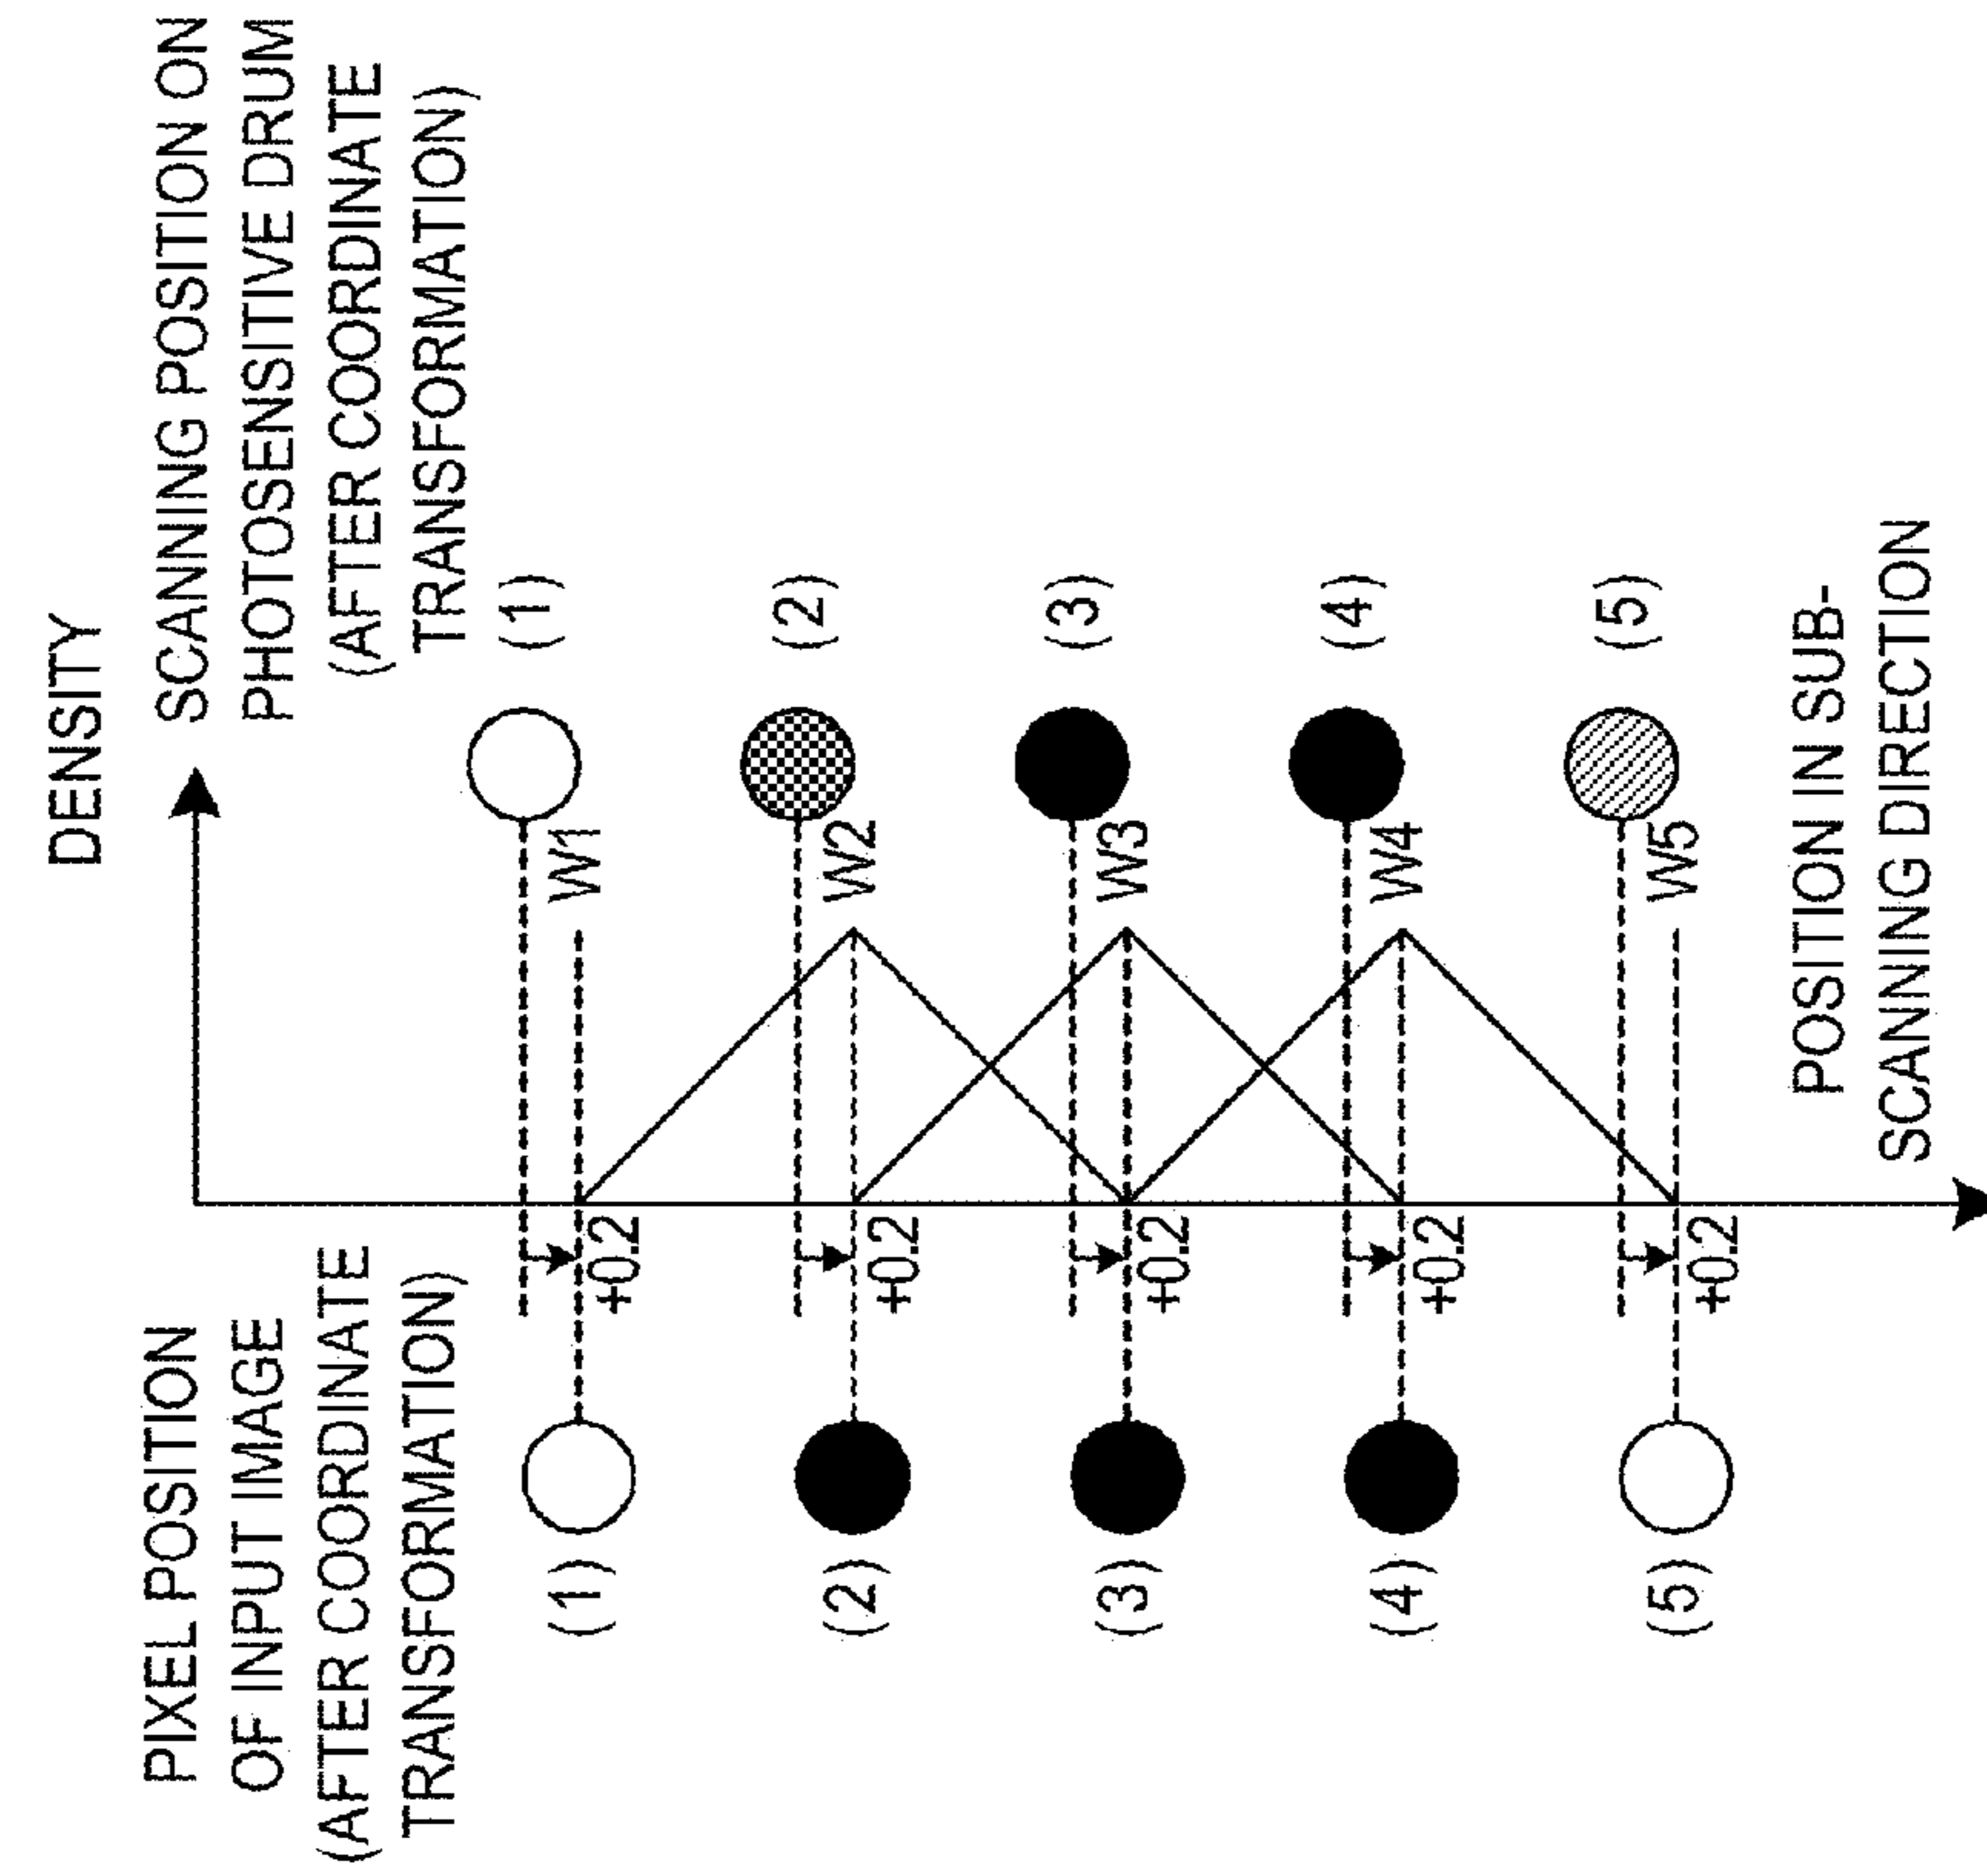 DENSITY
SCANNING POSITION ON
PHOTOSENSITIVE DRUM
(AFTER COORDINATE
TRANSFORMATION)
PIXEL POSITION
OF INPUT IMAGE
(AFTER COORDINATE
TRANSFORMATION)
(1)
+0.2
W1
(1)
(2)
+0.2
W2
(2)
(3)
+0.2
W3
(3)
(4)
+0.2
W4
(4)
(5)
+0.2
W5
(5)
POSITION IN SUB-
SCANNING DIRECTION